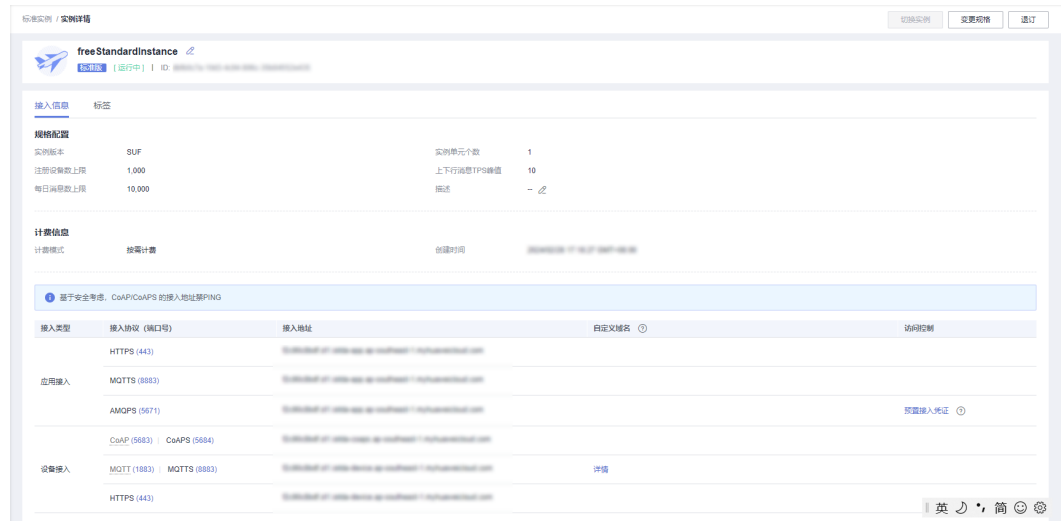 标准实例 / 实例详情
切换实例 变更规格 退订
freeStandardInstance
标准版 [ 运行中 ] | ID:
接入信息 标签
规格配置
实例版本 SUF 实例单元个数 1
注册设备数上限 1,000 上下行消息TPS峰值 10
每日消息数上限 10,000 描述 --
计费信息
计费模式 按需计费 创建时间
基于安全考虑，CoAP/CoAPS 的接入地址禁PING
接入类型 接入协议（端口号） 接入地址 自定义域名 访问控制
HTTPS (443)
应用接入 MQTTS (8883)
AMQPS (5671) 预置接入凭证
CoAP (5683) | CoAPS (5684)
设备接入 MQTT (1883) | MQTTS (8883) 详情
HTTPS (443)
英 简